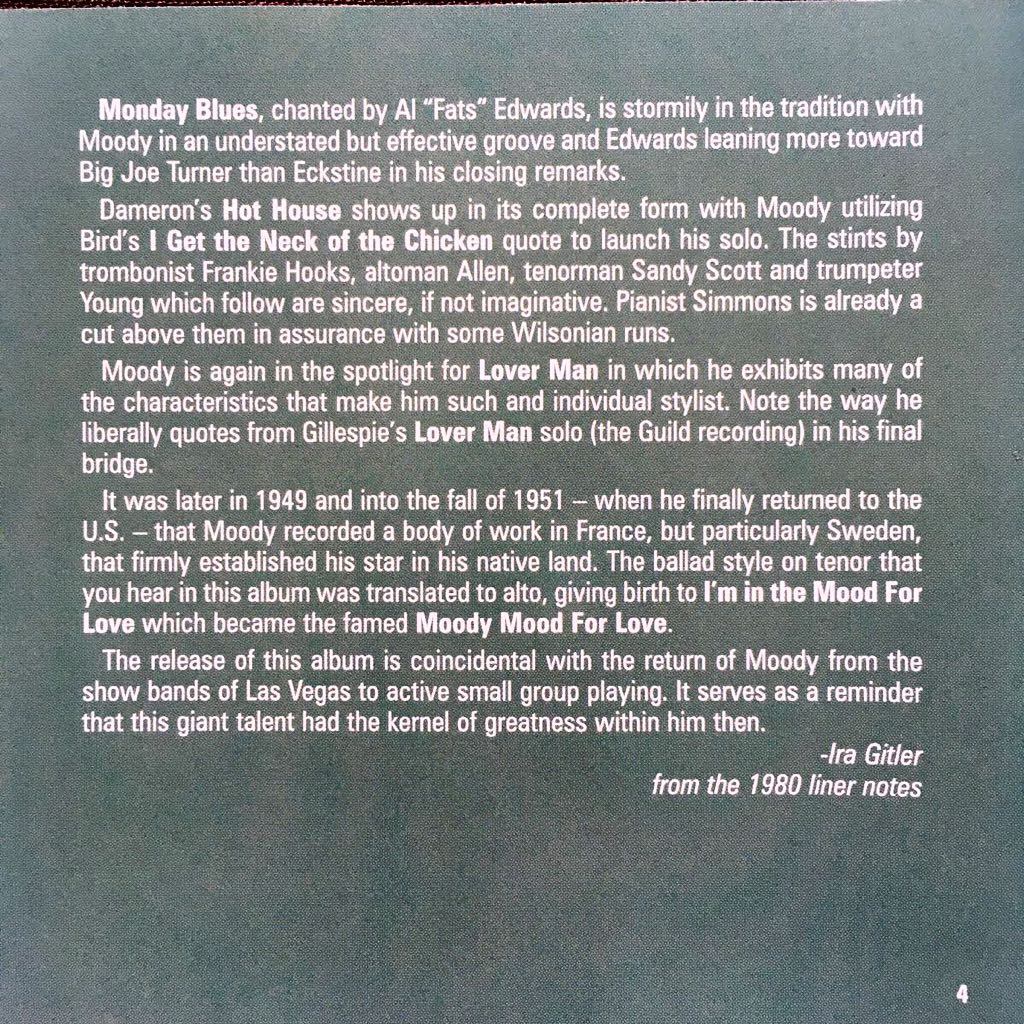 Monday Blues, chanted by Al "Fats" Edwards, is stormily in the tradition with
Moody in an understated but effective groove and Edwards leaning more toward
Big Joe Turner than Eckstine in his closing remarks.
Dameron's Hot House shows up in its complete form with Moody utilizing
Bird's I Get the Neck of the Chicken quote to launch his solo. The stints by
trombonist Frankie Hooks, altoman Allen, tenorman Sandy Scott and trumpeter
Young which follow are sincere, if not imaginative. Pianist Simmons is already a
cut above them in assurance with some Wilsonian runs.
Moody is again in the spotlight for Lover Man in which he exhibits many of
the characteristics that make him such and individual stylist. Note the way he
liberally quotes from Gillespie's Lover Man solo (the Guild recording) in his final
bridge.
It was later in 1949 and into the fall of 1951 – when he finally returned to the
U.S. – that Moody recorded a body of work in France, but particularly Sweden,
that firmly established his star in his native land. The ballad style on tenor that
you hear in this album was translated to alto, giving birth to I'm in the Mood For
Love which became the famed Moody Mood For Love.
The release of this album is coincidental with the return of Moody from the
show bands of Las Vegas to active small group playing. It serves as a reminder
that this giant talent had the kernel of greatness within him then.
-Ira Gitler
from the 1980 liner notes
4